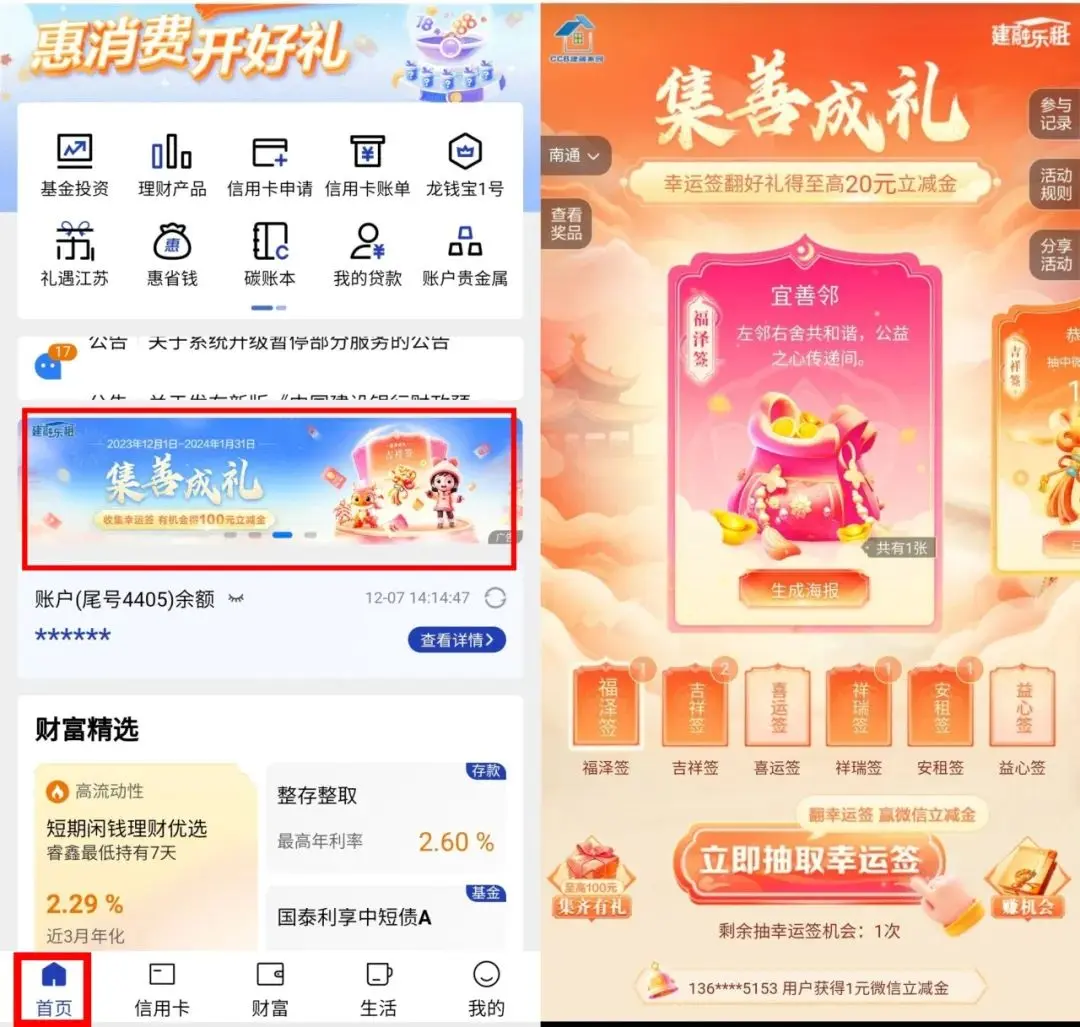 惠消费开好礼
18 88
基金投资
理财产品
信用卡申请
信用卡账单
龙钱宝1号
礼遇江苏
惠
惠省钱
碳账本
我的贷款
账户贵金属
17
公告 关于系统升级暂停部分服务的公告
建融乐租
2023年12月1日-2024年1月31日
集善成礼
收集幸运签 有机会得100元立减金
吉祥签
广告
账户(尾号4405)余额
12-07 14:14:47
******
查看详情>
财富精选
高流动性
短期闲钱理财优选
睿鑫最低持有7天
2.29 %
近3月年化
存款
整存整取
最高年利率
2.60 %
基金
国泰利享中短债A
首页
信用卡
财富
生活
我的
CCB建融家园
建融乐租
集善成礼
参与
记录
南通
幸运签翻好礼得至高20元立减金
活动
规则
查看
奖品
分享
活动
宜善邻
福泽签
左邻右舍共和谐，公益
之心传递间。
吉祥签
抽中
共有1张
生成海报
福泽签
1
吉祥签
2
喜运签
祥瑞签
1
安租签
1
益心签
福泽签
吉祥签
喜运签
祥瑞签
安租签
益心签
翻幸运签 赢微信立减金
立即抽取幸运签
至高100元
集齐有礼
赚机会
剩余抽幸运签机会：1次
136****5153 用户获得1元微信立减金